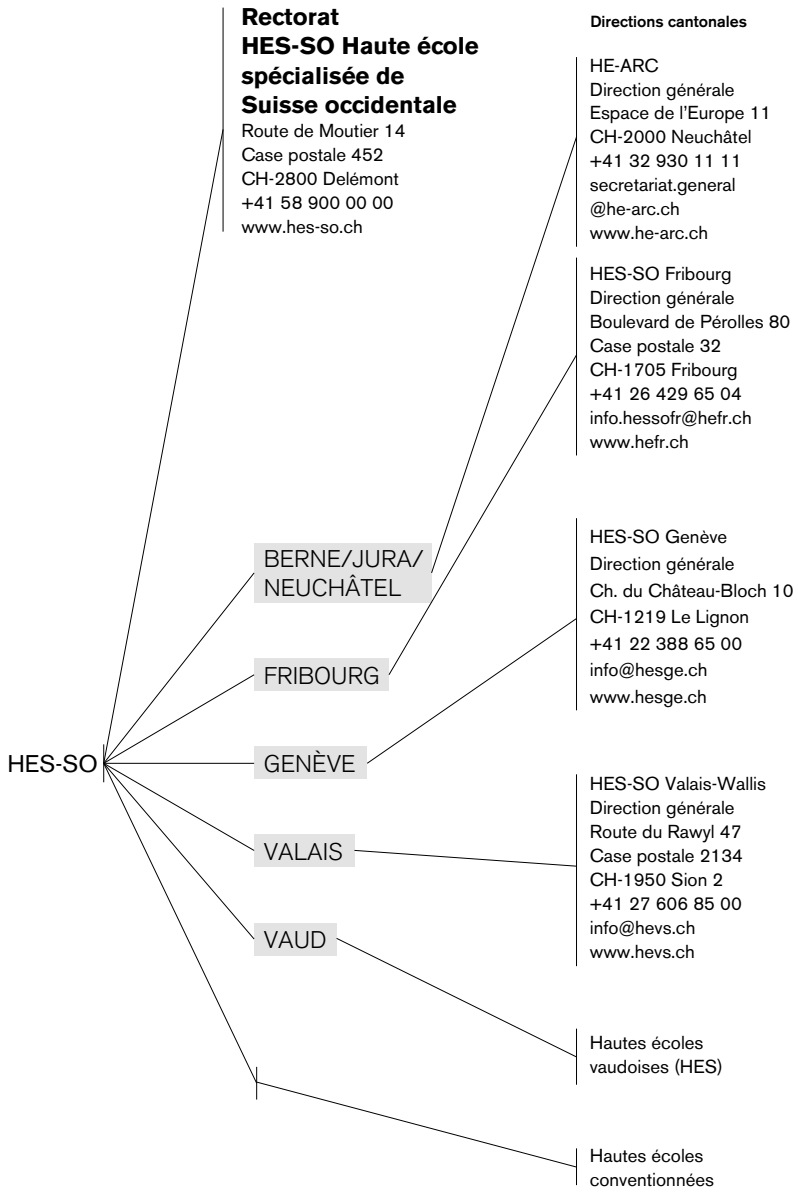 Rectorat
HES-SO Haute école
spécialisée de
Suisse occidentale
Route de Moutier 14
Case postale 452
CH-2800 Delémont
+41 58 900 00 00
www.hes-so.ch
Directions cantonales
HE-ARC
Direction générale
Espace de l'Europe 11
CH-2000 Neuchâtel
+41 32 930 11 11
secretariat.general
@he-arc.ch
www.he-arc.ch
HES-SO Fribourg
Direction générale
Boulevard de Pérolles 80
Case postale 32
CH-1705 Fribourg
+41 26 429 65 04
info.hessofr@hefr.ch
www.hefr.ch
HES-SO Genève
Direction générale
Ch. du Château-Bloch 10
CH-1219 Le Lignon
+41 22 388 65 00
info@hesge.ch
www.hesge.ch
HES-SO Valais-Wallis
Direction générale
Route du Rawyl 47
Case postale 2134
CH-1950 Sion 2
+41 27 606 85 00
info@hevs.ch
www.hevs.ch
Hautes écoles
vaudoises (HES)
Hautes écoles
conventionnées
HES-SO
BERNE/JURA/
NEUCHÂTEL
FRIBOURG
GENÈVE
VALAIS
VAUD